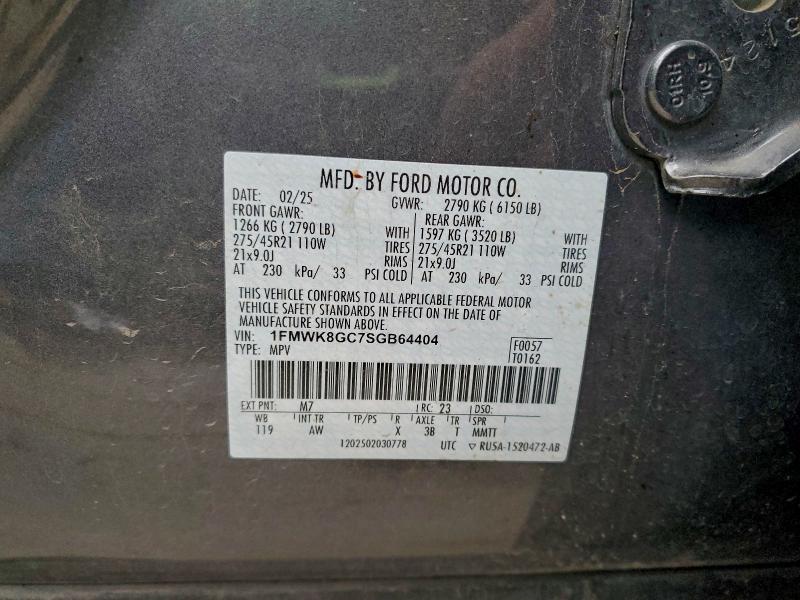 MFD. BY FORD MOTOR CO.
DATE: 02/25 GVWR: 2790 KG ( 6150 LB)
FRONT GAWR: REAR GAWR:
1266 KG ( 2790 LB) WITH 1597 KG ( 3520 LB) WITH
275/45R21 110W TIRES 275/45R21 110W TIRES
21x9.0J RIMS 21x9.0J RIMS
AT 230 kPa/ 33 PSI COLD AT 230 kPa/ 33 PSI COLD
THIS VEHICLE CONFORMS TO ALL APPLICABLE FEDERAL MOTOR
VEHICLE SAFETY STANDARDS IN EFFECT ON THE DATE OF
MANUFACTURE SHOWN ABOVE.
VIN: 1FMWK8GC7SGB64404 F0057
TYPE: MPV T0162
EXT PNT: M7 RC: 23 DSO:
WB INT TR TP/PS R AXLE TR SPR
119 AW X 3B T MMTT
1202502030778 UTC ▽ RU5A-1520472-AB
10.9
01RH
5124